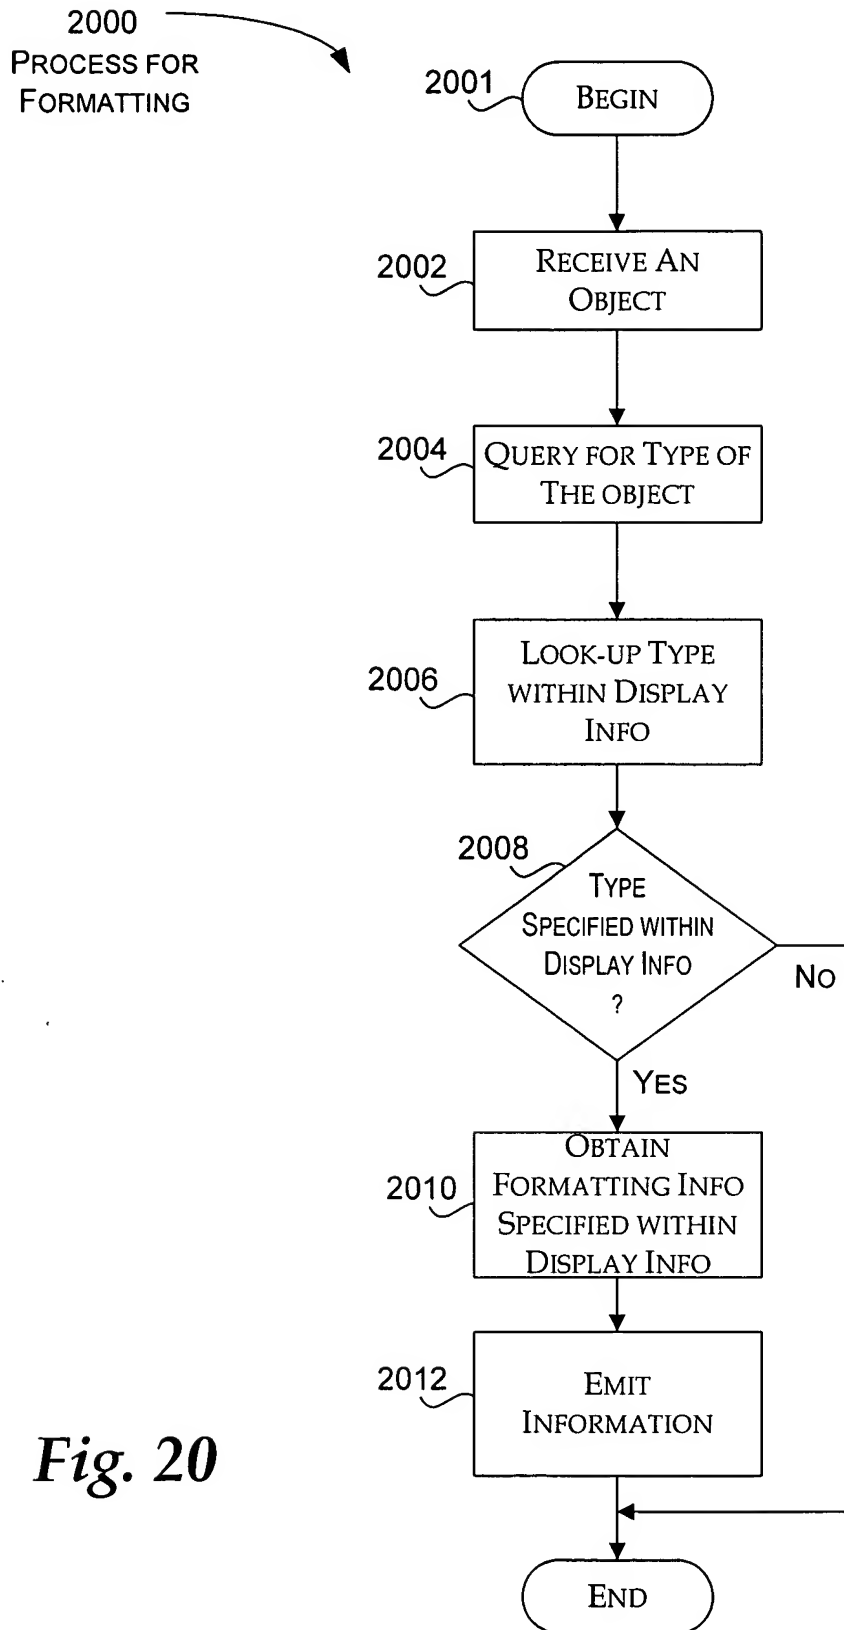 2000
PROCESS FOR
FORMATTING
2001
BEGIN
2002
RECEIVE AN
OBJECT
2004
QUERY FOR TYPE OF
THE OBJECT
2006
LOOK-UP TYPE
WITHIN DISPLAY
INFO
2008
TYPE
SPECIFIED WITHIN
DISPLAY INFO
?
NO
YES
2010
OBTAIN
FORMATTING INFO
SPECIFIED WITHIN
DISPLAY INFO
2012
EMIT
INFORMATION
Fig. 20
END